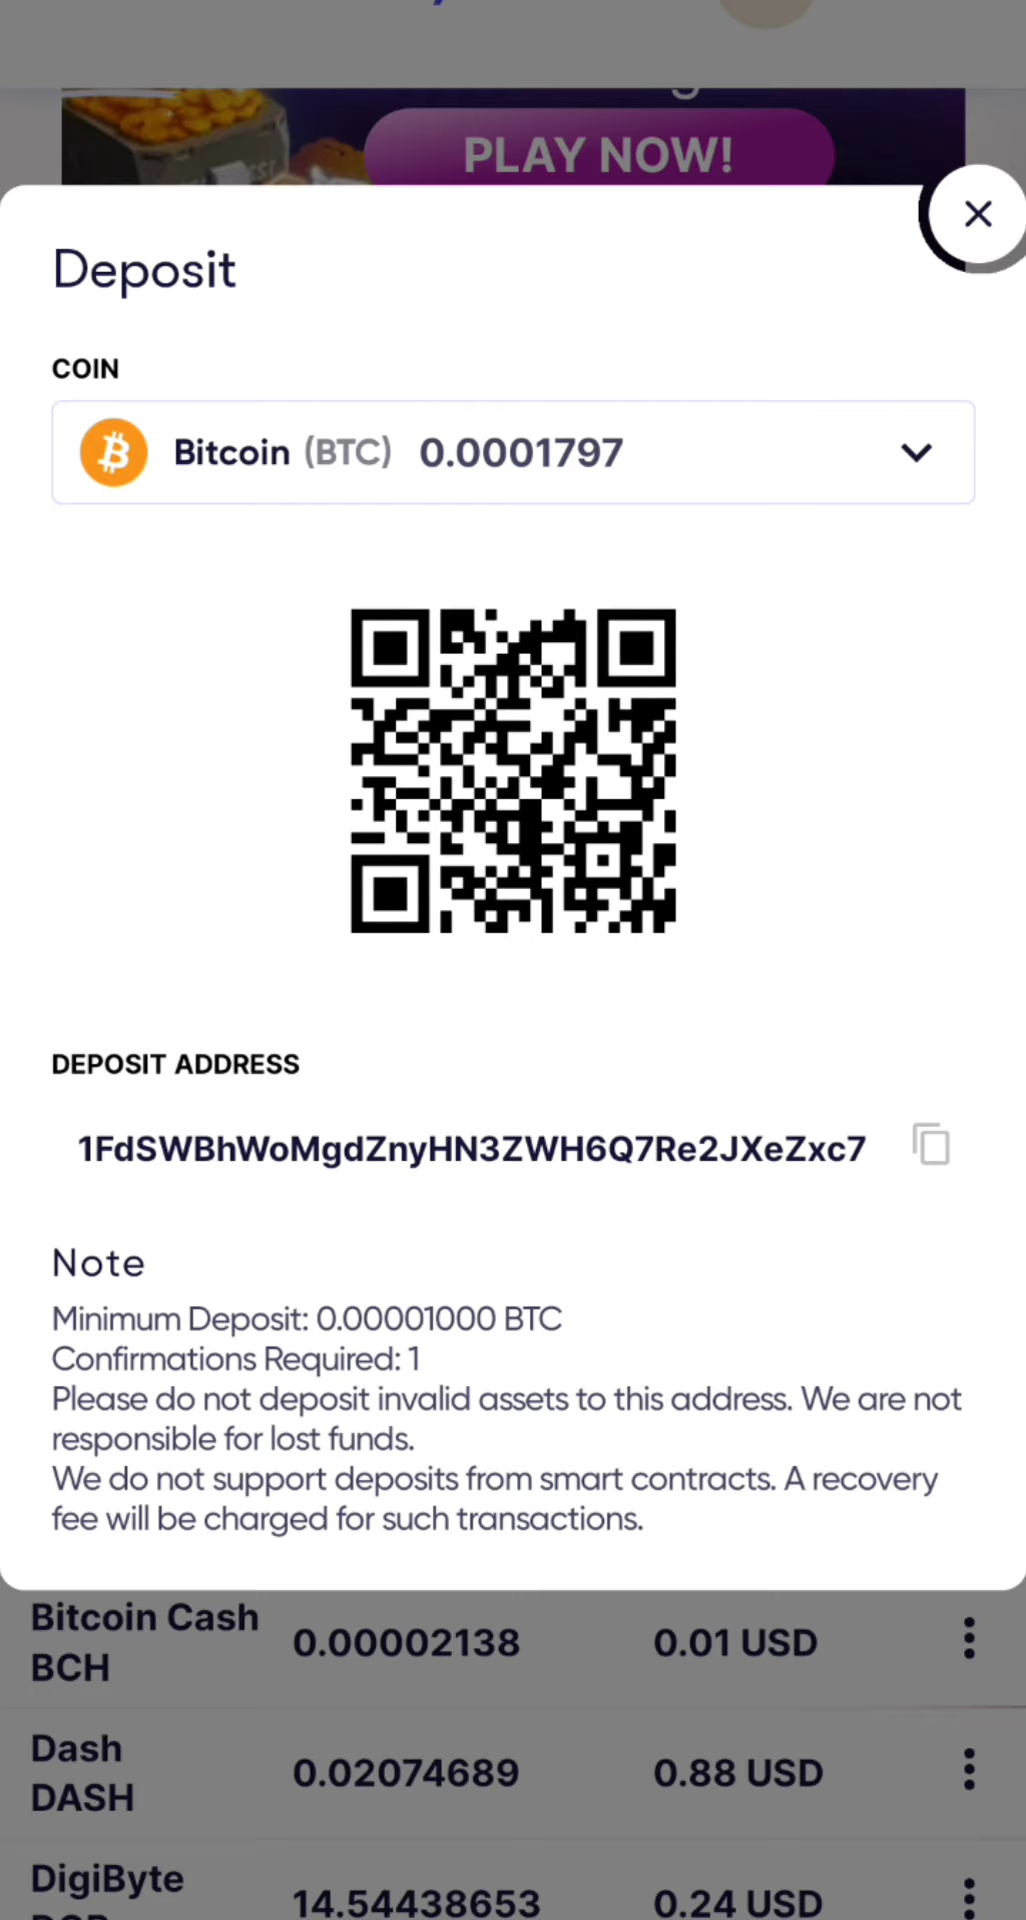 PLAY NOW!
Deposit
COIN
Bitcoin (BTC) 0.0001797
DEPOSIT ADDRESS
1FdSWBhWoMgdZnyHN3ZWH6Q7Re2JXeZxc7
Note
Minimum Deposit: 0.00001000 BTC
Confirmations Required: 1
Please do not deposit invalid assets to this address. We are not
responsible for lost funds.
We do not support deposits from smart contracts. A recovery
fee will be charged for such transactions.
Bitcoin Cash
BCH
0.00002138
0.01 USD
Dash
DASH
0.02074689
0.88 USD
DigiByte
14.54438653
0.24 USD